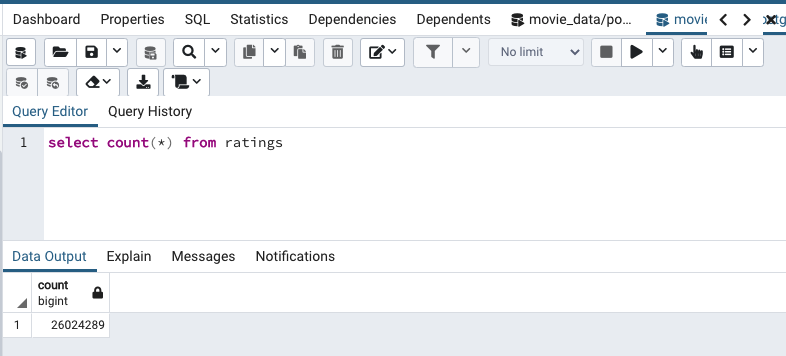 Dashboard Properties SQL Statistics Dependencies Dependents movie_data/po... movie
No limit
Query Editor Query History
1 select count(*) from ratings
Data Output Explain Messages Notifications
count
bigint
1 26024289